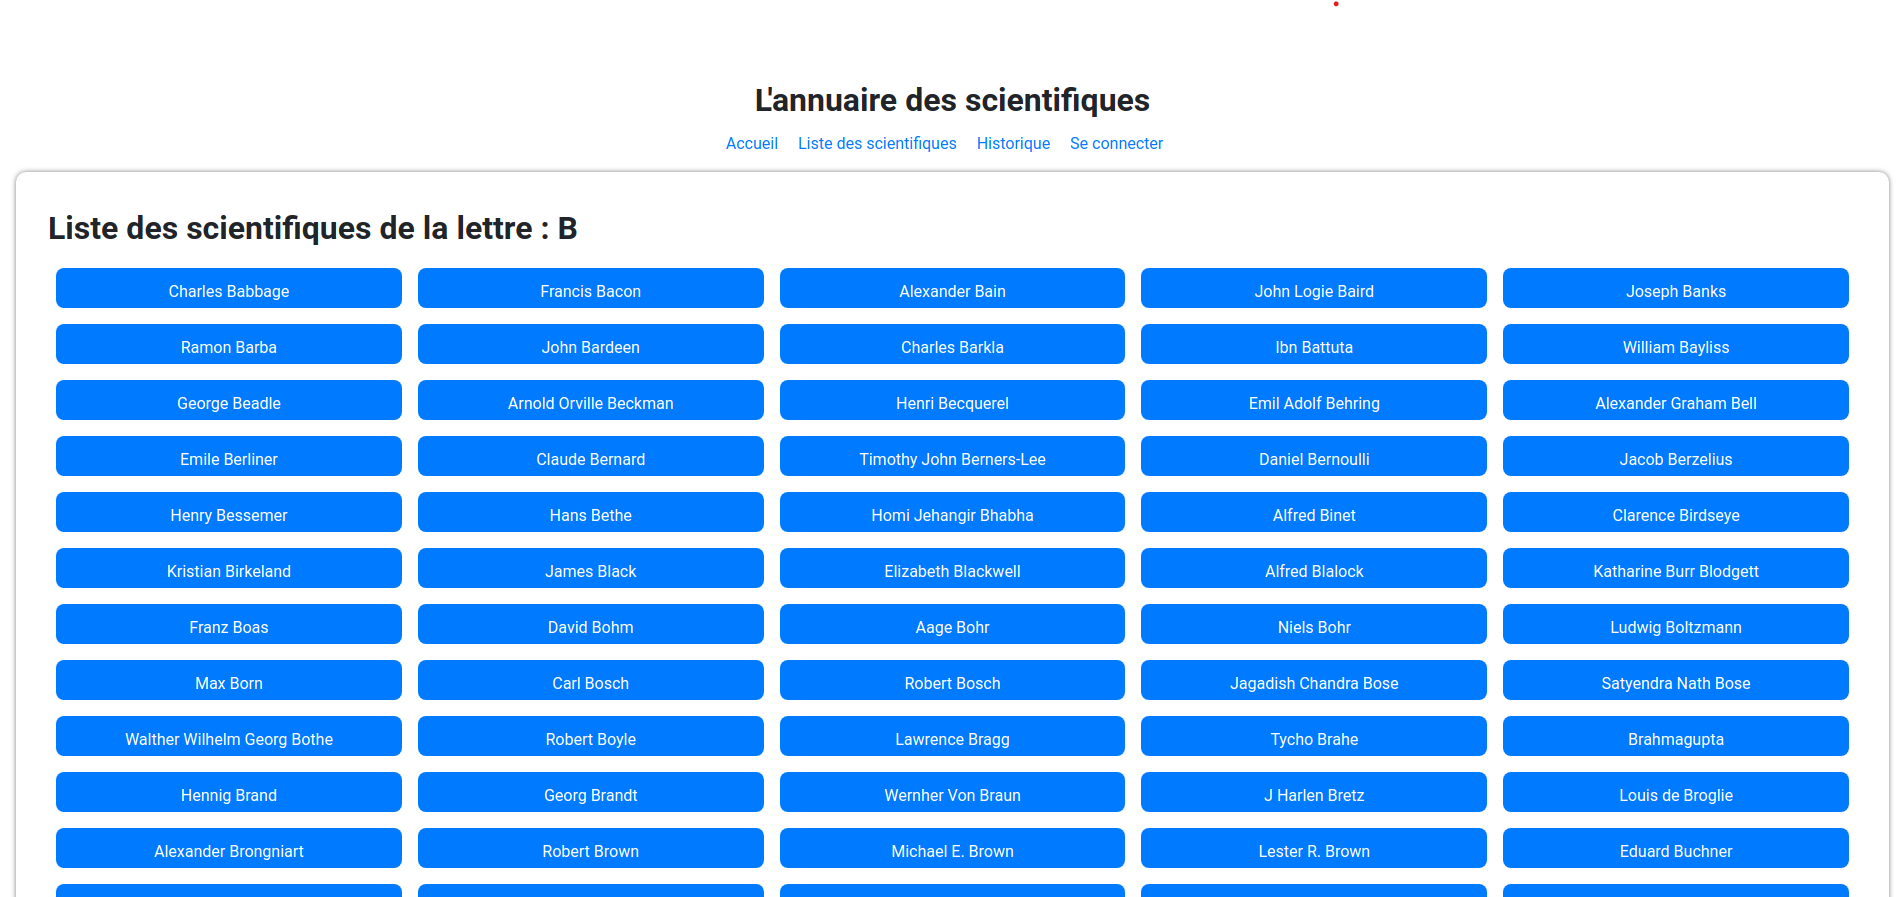 L'annuaire des scientifiques
Accueil Liste des scientifiques Historique Se connecter
Liste des scientifiques de la lettre : B
Charles Babbage Francis Bacon Alexander Bain John Logie Baird Joseph Banks
Ramon Barba John Bardeen Charles Barkla Ibn Battuta William Bayliss
George Beadle Arnold Orville Beckman Henri Becquerel Emil Adolf Behring Alexander Graham Bell
Emile Berliner Claude Bernard Timothy John Berners-Lee Daniel Bernoulli Jacob Berzelius
Henry Bessemer Hans Bethe Homi Jehangir Bhabha Alfred Binet Clarence Birdseye
Kristian Birkeland James Black Elizabeth Blackwell Alfred Blalock Katharine Burr Blodgett
Franz Boas David Bohm Aage Bohr Niels Bohr Ludwig Boltzmann
Max Born Carl Bosch Robert Bosch Jagadish Chandra Bose Satyendra Nath Bose
Walther Wilhelm Georg Bothe Robert Boyle Lawrence Bragg Tycho Brahe Brahmagupta
Hennig Brand Georg Brandt Wernher Von Braun J Harlen Bretz Louis de Broglie
Alexander Brongniart Robert Brown Michael E. Brown Lester R. Brown Eduard Buchner